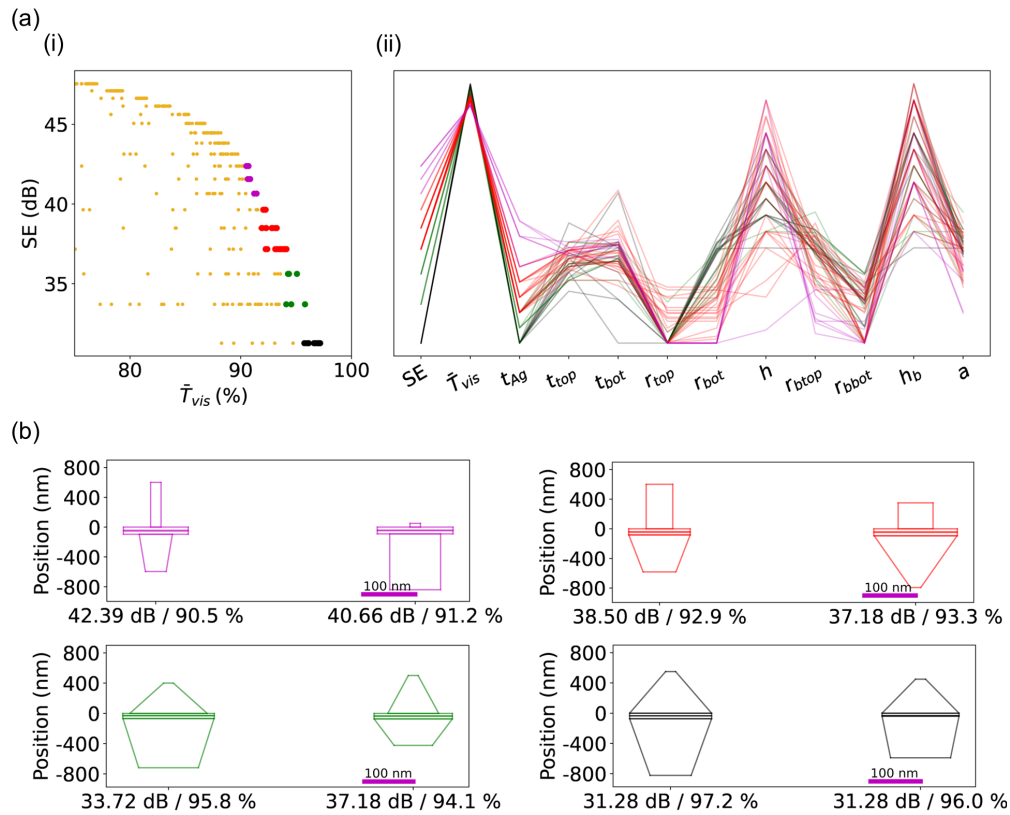 (a)
(i)
(ii)
SE (dB)
45
40
35
80
90
100
T̄vis (%)
SE
T̄vis
tAg
ttop
tbot
rtop
rbot
h
rbtop
rbbot
hb
a
(b)
Position (nm)
800
400
0
-400
-800
100 nm
42.39 dB / 90.5 %
40.66 dB / 91.2 %
Position (nm)
800
400
0
-400
-800
100 nm
38.50 dB / 92.9 %
37.18 dB / 93.3 %
Position (nm)
800
400
0
-400
-800
100 nm
33.72 dB / 95.8 %
37.18 dB / 94.1 %
Position (nm)
800
400
0
-400
-800
100 nm
31.28 dB / 97.2 %
31.28 dB / 96.0 %